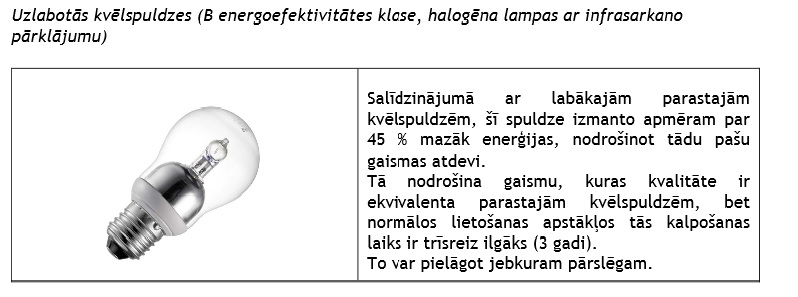 Uzlabotās kvēlspuldzes (B energoefektivitātes klase, halogēna lampas ar infrasarkano
pārklājumu)
Salīdzinājumā ar labākajām parastajām
kvēlspuldzēm, šī spuldze izmanto apmēram par
45 % mazāk enerģijas, nodrošinot tādu pašu
gaismas atdevi.
Tā nodrošina gaismu, kuras kvalitāte ir
ekvivalenta parastajām kvēlspuldzēm, bet
normālos lietošanas apstākļos tās kalpošanas
laiks ir trīsreiz ilgāks (3 gadi).
To var pielāgot jebkuram pārslēgam.